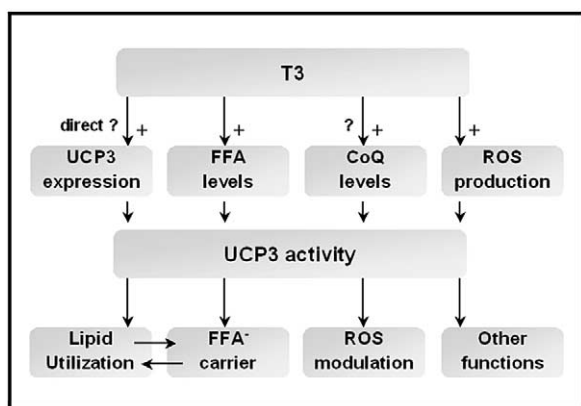 T3
direct ? + + ? + +
UCP3 FFA CoQ ROS
expression levels levels production
UCP3 activity
Lipid FFA⁻ ROS Other
Utilization carrier modulation functions